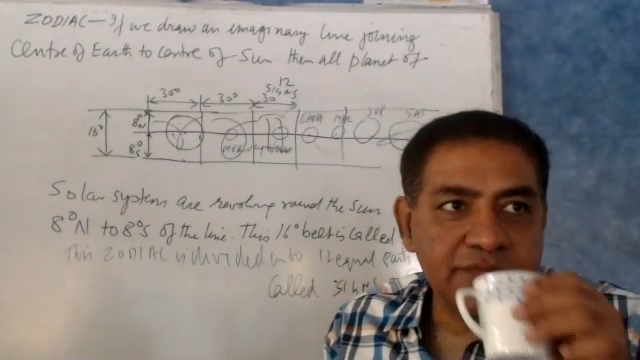 ZODIAC - If we draw an imaginary line joining
Centre of Earth to centre of Sun then all planet of
12
SIGNS
30° 30° 30°
16° 8°N
8°S
MER EARTH MAR JUP SAT
Solar system are revolving round the Sun
8°N to 8°S of the line. This 16° belt is called
This ZODIAC is divided into 12 equal parts
Called SIGNS